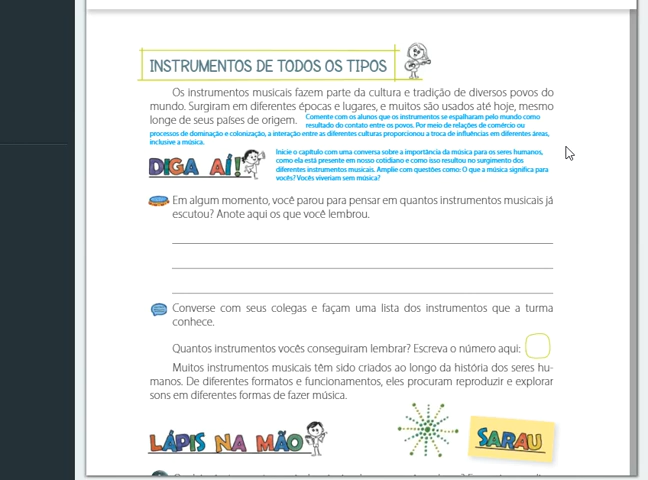 INSTRUMENTOS DE TODOS OS TIPOS
Os instrumentos musicais fazem parte da cultura e tradição de diversos povos do
mundo. Surgiram em diferentes épocas e lugares, e muitos são usados até hoje, mesmo
longe de seus países de origem.
Comente com os alunos que os instrumentos se espalharam pelo mundo como
resultado do contato entre os povos. Por meio de relações de comércio ou
processos de dominação e colonização, a interação entre as diferentes culturas proporcionou a troca de influências em diferentes áreas,
inclusive a música.
Inicie o capítulo com uma conversa sobre a importância da música para os seres humanos,
como ela está presente em nosso cotidiano e como isso resultou no surgimento dos
diferentes instrumentos musicais. Amplie com questões como: O que a música significa para
vocês? Vocês viveriam sem música?
DIGA AÍ!
Em algum momento, você parou para pensar em quantos instrumentos musicais já
escutou? Anote aqui os que você lembrou.
Converse com seus colegas e façam uma lista dos instrumentos que a turma
conhece.
Quantos instrumentos vocês conseguiram lembrar? Escreva o número aqui:
Muitos instrumentos musicais têm sido criados ao longo da história dos seres hu-
manos. De diferentes formatos e funcionamentos, eles procuram reproduzir e explorar
sons em diferentes formas de fazer música.
LÁPIS NA MÃO
SARAU